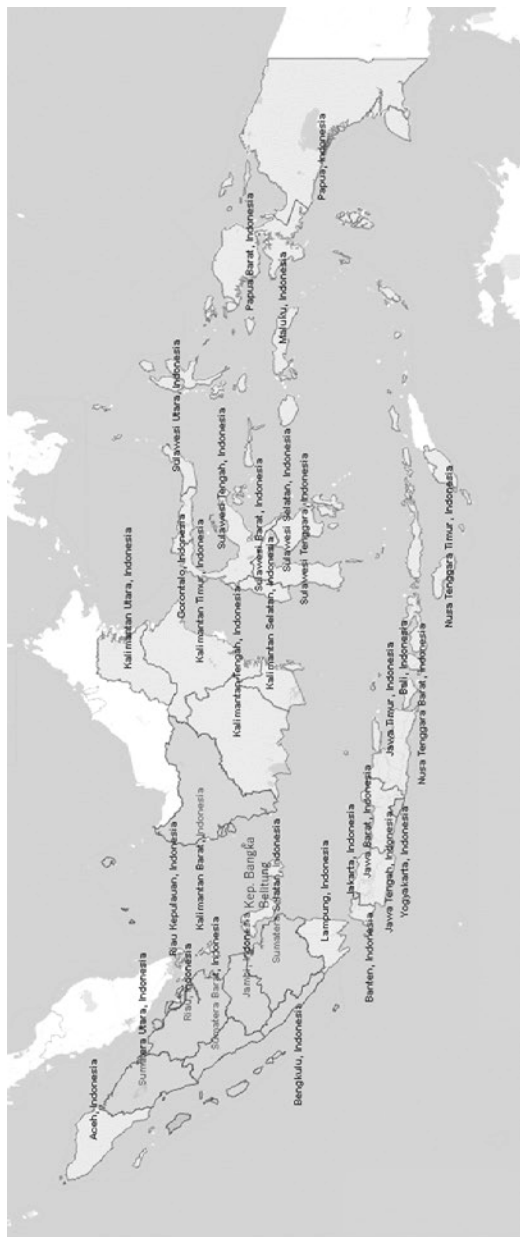 Aceh, Indonesia
Sumatera Utara, Indonesia
Riau, Indonesia
Riau Kepulauan, Indonesia
Sumatera Barat, Indonesia
Jambi, Indonesia
Kep. Bangka
Belitung
Sumatera Selatan, Indonesia
Bengkulu, Indonesia
Lampung, Indonesia
Kalimantan Barat, Indonesia
Kalimantan Utara, Indonesia
Kalimantan Timur, Indonesia
Kalimantan Tengah, Indonesia
Kalimantan Selatan, Indonesia
Banten, Indonesia
Jakarta, Indonesia
Jawa Barat, Indonesia
Jawa Tengah, Indonesia
Yogyakarta, Indonesia
Jawa Timur, Indonesia
Bali, Indonesia
Nusa Tenggara Barat, Indonesia
Nusa Tenggara Timur, Indonesia
Gorontalo, Indonesia
Sulawesi Utara, Indonesia
Sulawesi Tengah, Indonesia
Sulawesi Barat, Indonesia
Sulawesi Selatan, Indonesia
Sulawesi Tenggara, Indonesia
Maluku, Indonesia
Papua Barat, Indonesia
Papua, Indonesia